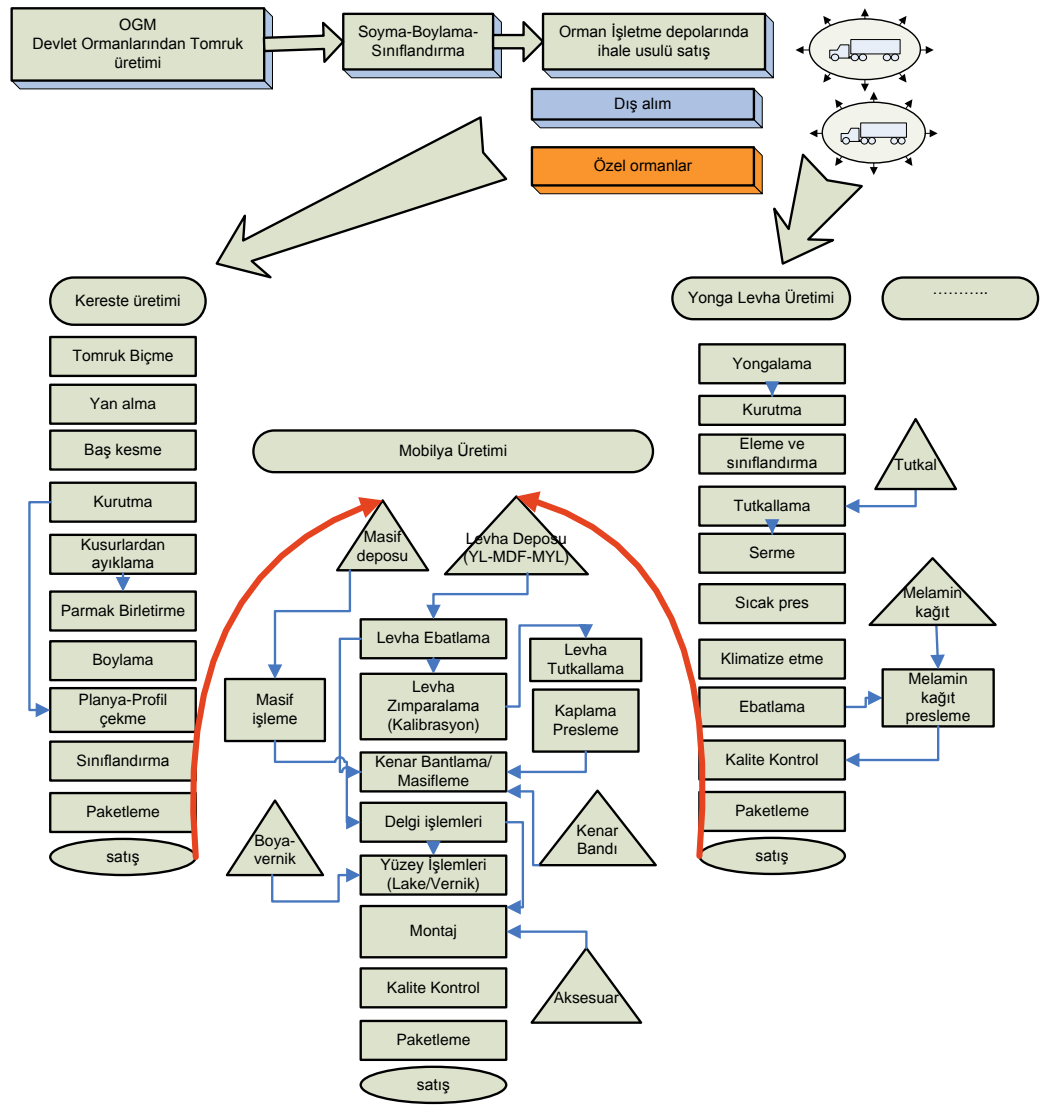 OGM
Devlet Ormanlarından Tomruk
üretimi
Soyma-Boylama-
Sınıflandırma
Orman İşletme depolarında
ihale usulü satış
Dış alım
Özel ormanlar
Kereste üretimi
Tomruk Biçme
Yan alma
Baş kesme
Kurutma
Kusurlardan
ayıklama
Parmak Birletirme
Boylama
Planya-Profil
çekme
Sınıflandırma
Paketleme
satış
Mobilya Üretimi
Masif
deposu
Levha Deposu
(YL-MDF-MYL)
Levha Ebatlama
Levha
Tutkallama
Masif
işleme
Levha
Zımparalama
(Kalibrasyon)
Kaplama
Presleme
Kenar Bantlama/
Masifleme
Delgi işlemleri
Kenar
Bandı
Boya-
vernik
Yüzey İşlemleri
(Lake/Vernik)
Montaj
Aksesuar
Kalite Kontrol
Paketleme
satış
Yonga Levha Üretimi
...........
Yongalama
Kurutma
Eleme ve
sınıflandırma
Tutkal
Tutkallama
Serme
Sıcak pres
Melamin
kağıt
Klimatize etme
Ebatlama
Melamin
kağıt
presleme
Kalite Kontrol
Paketleme
satış